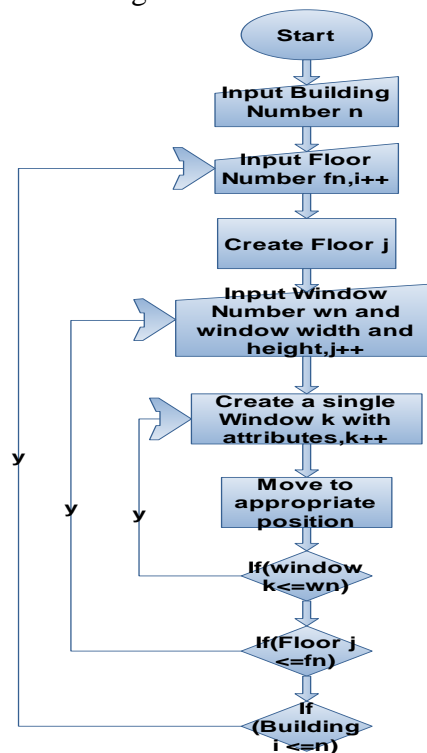 Start
Input Building
Number n
Input Floor
Number fn,i++
Create Floor j
Input Window
Number wn and
window width and
height,j++
Create a single
Window k with
attributes,k++
Move to
appropriate
position
y
y
y
If(window
k<=wn)
If(Floor j
<=fn)
If
(Building
i <=n)